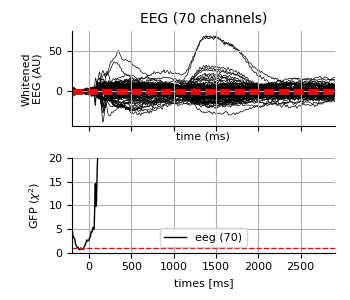 EEG (70 channels)
Whitened
EEG (AU)
50
0
time (ms)
GFP (χ²)
20
15
10
5
0
eeg (70)
0 500 1000 1500 2000 2500
times [ms]